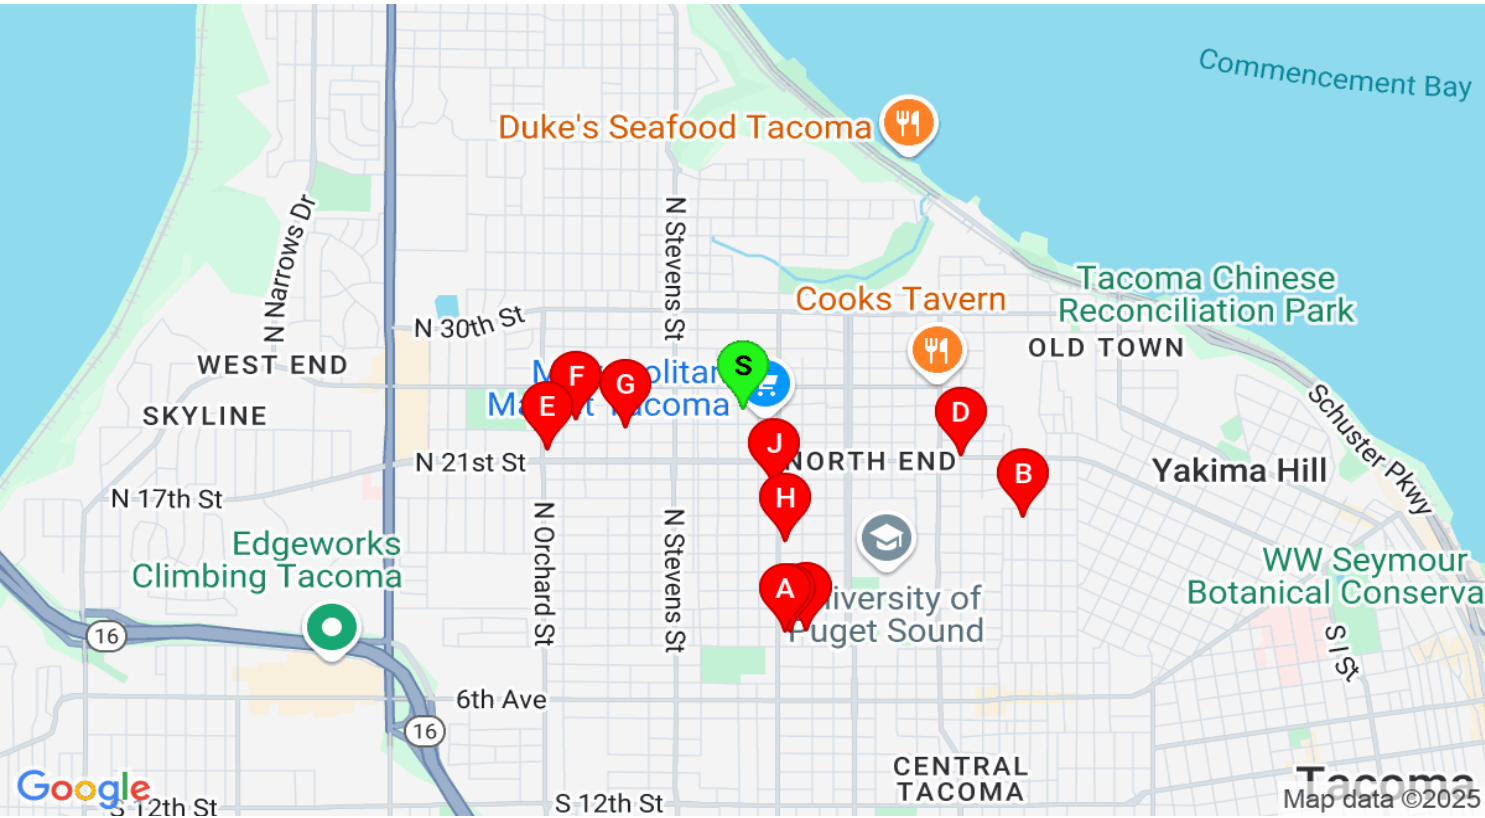 Commencement Bay
Duke's Seafood Tacoma
N Narrows Dr
N Stevens St
Tacoma Chinese
Reconciliation Park
Cooks Tavern
N 30th St
OLD TOWN
WEST END
S
F
G
Schuster Pkwy
SKYLINE
E
D
J
N 21st St
NORTH END
Yakima Hill
B
N 17th St
H
N Orchard St
N Stevens St
Edgeworks
Climbing Tacoma
WW Seymour
Botanical Conserva
A
Puget Sound
16
S I St
6th Ave
16
CENTRAL
TACOMA
Google
S 12th St
S 12th St
Tacoma
Map data ©2025